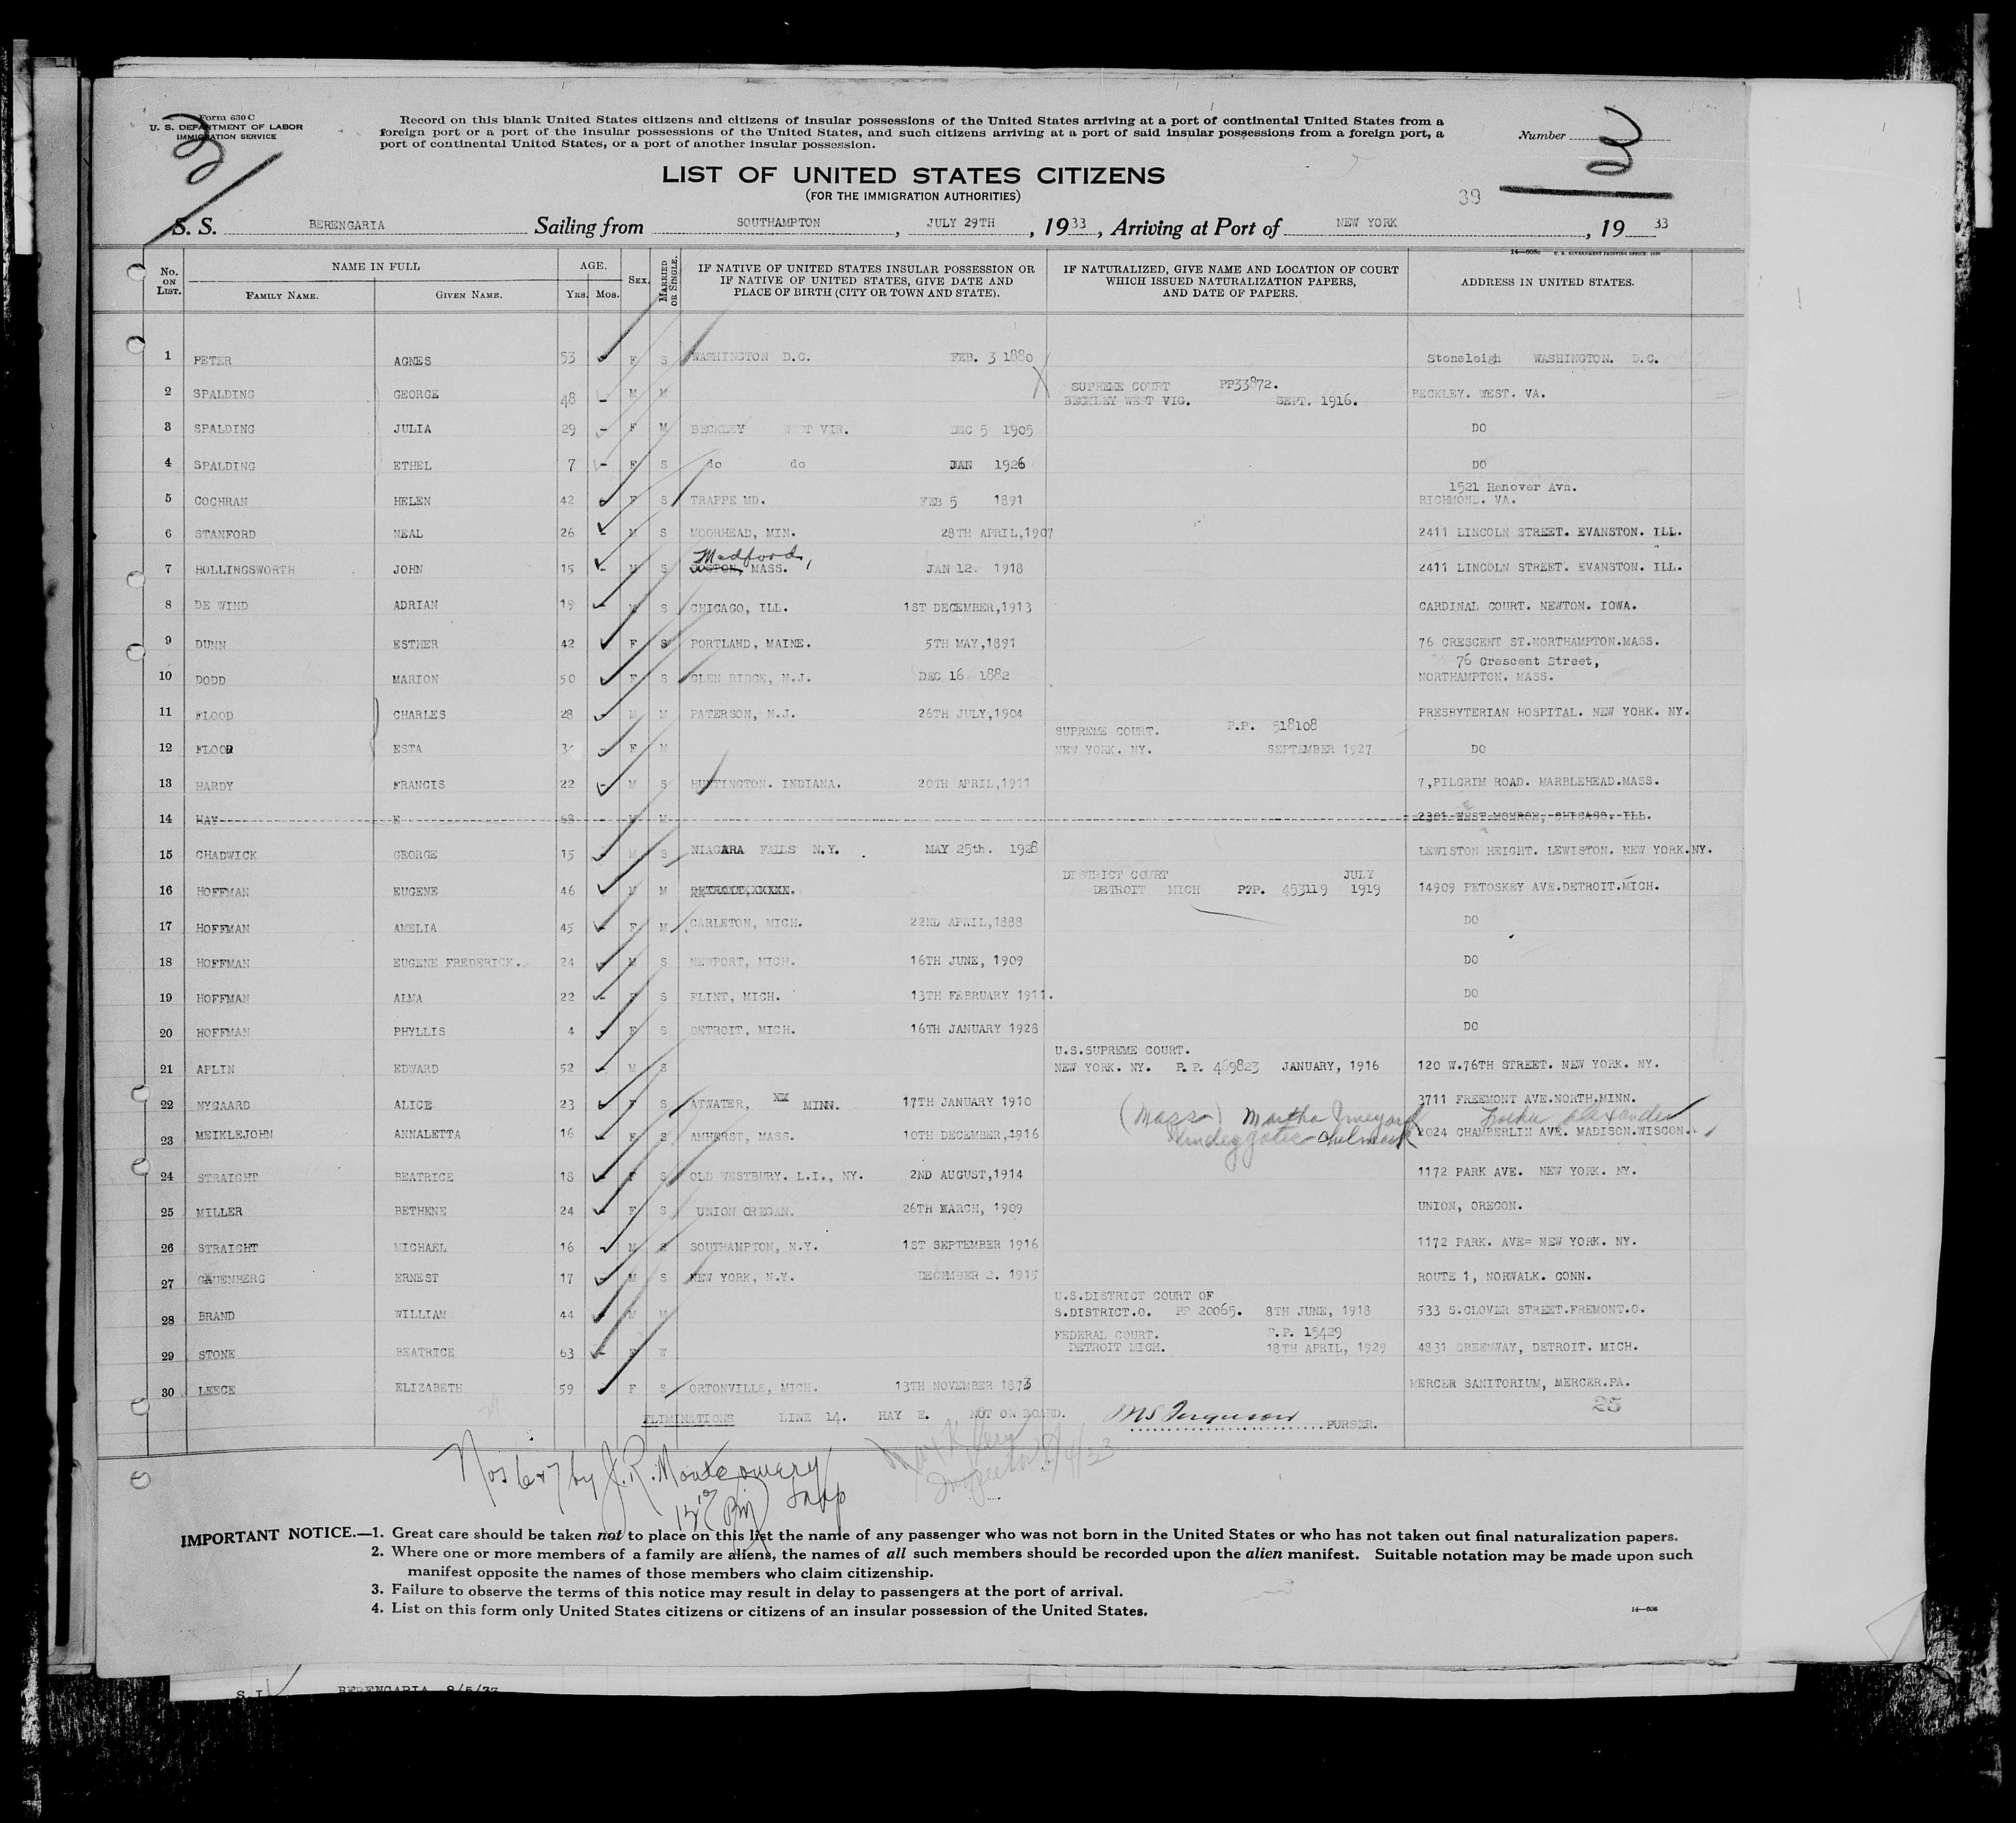 Form 630 C
U. S. DEPARTMENT OF LABOR
IMMIGRATION SERVICE
Record on this blank United States citizens and citizens of insular possessions of the United States arriving at a port of continental United States from a
foreign port or a port of the insular possessions of the United States, and such citizens arriving at a port of said insular possessions from a foreign port, a
port of continental United States, or a port of another insular possession.
Number
LIST OF UNITED STATES CITIZENS
(FOR THE IMMIGRATION AUTHORITIES)
39
S. S. BERENGARIA Sailing from SOUTHAMPTON, JULY 29TH, 1933, Arriving at Port of NEW YORK, 1933
No. ON LIST. NAME IN FULL FAMILY NAME. GIVEN NAME. AGE. YRS. MOS. SEX. MARRIED OR SINGLE. IF NATIVE OF UNITED STATES INSULAR POSSESSION OR IF NATIVE OF UNITED STATES, GIVE DATE AND PLACE OF BIRTH (CITY OR TOWN AND STATE). IF NATURALIZED, GIVE NAME AND LOCATION OF COURT WHICH ISSUED NATURALIZATION PAPERS, AND DATE OF PAPERS. ADDRESS IN UNITED STATES.
1 PETER AGNES 53 F S WASHINGTON D.C. FEB. 3 1880 Stoneleigh WASHINGTON. D.C.
2 SPALDING GEORGE 48 M M SUPREME COURT PP33872. BECKLEY WEST VIG. SEPT. 1916. BECKLEY. WEST. VA.
3 SPALDING JULIA 29 F M BECKLEY WEST VIR. DEC 5 1905 DO
4 SPALDING ETHEL 7 F S do do JAN 1926 DO
5 COCHRAN HELEN 42 F S TRAPPE MD. FEB 5 1891 1521 Hanover Avn. RICHMOND. VA.
6 STANFORD NEAL 26 M S MOORHEAD, MIN. 28TH APRIL,1907 2411 LINCOLN STREET. EVANSTON. ILL.
7 HOLLINGSWORTH JOHN 15 M S Medford, BOSTON, MASS. JAN 12. 1918 2411 LINCOLN STREET. EVANSTON. ILL.
8 DE WIND ADRIAN 19 M S CHICAGO, ILL. 1ST DECEMBER,1913 CARDINAL COURT. NEWTON. IOWA.
9 DUNN ESTHER 42 F S PORTLAND, MAINE. 5TH MAY,1891 76 CRESCENT ST.NORTHAMPTON.MASS.
10 DODD MARION 50 F S GLEN RIDGE, N.J. DEC 16 1882 76 Crescent Street, NORTHAMPTON. MASS.
11 FLOOD CHARLES 28 M M PATERSON, N.J. 26TH JULY,1904 PRESBYTERIAN HOSPITAL. NEW YORK. NY.
12 FLOOD ESTA F M SUPREME COURT. P.P. 518108 NEW YORK. NY. SEPTEMBER 1927 DO
13 HARDY FRANCIS 22 M S HUNTINGTON. INDIANA. 20TH APRIL,1911 7,PILGRIM ROAD. MARBLEHEAD.MASS.
14 HAY E 68 M M 2301 WEST MONROE, CHICAGO. ILL.
15 CHADWICK GEORGE 15 M S NIAGARA FALLS N.Y. MAY 25th. 1928 LEWISTON HEIGHT. LEWISTON. NEW YORK.NY.
16 HOFFMAN EUGENE 46 M M DISTRICT COURT JULY DETROIT MICH P?P. 453119 1919 14909 PETOSKEY AVE.DETROIT.MICH.
17 HOFFMAN AMELIA 45 F M CARLETON, MICH. 22ND APRIL,1888 DO
18 HOFFMAN EUGENE FREDERICK. 24 M S NEWPORT, MICH. 16TH JUNE, 1909 DO
19 HOFFMAN ALMA 22 F S FLINT, MICH. 13TH FEBRUARY 1911. DO
20 HOFFMAN PHYLLIS 4 F S DETROIT, MICH. 16TH JANUARY 1928 DO
21 APLIN EDWARD 52 M S U.S.SUPREME COURT. NEW YORK. NY. P.P. 469823 JANUARY, 1916 120 W.76TH STREET. NEW YORK. NY.
22 NYGAARD ALICE 23 F S ATWATER, MINN. 17TH JANUARY 1910 3711 FREEMONT AVE.NORTH.MINN.
23 MEIKLEJOHN ANNALETTA 16 F S AMHERST, MASS. 10TH DECEMBER,1916 (Mass) Martha Vineyard 2024 CHAMBERLIN AVE. MADISON.WISCON.
24 STRAIGHT BEATRICE 18 F S OLD WESTBURY. L.I., NY. 2ND AUGUST,1914 1172 PARK AVE. NEW YORK. NY.
25 MILLER BETHENE 24 F S UNION OREGAN. 26TH MARCH, 1909 UNION, OREGON.
26 STRAIGHT MICHAEL 16 M S SOUTHAMPTON, N.Y. 1ST SEPTEMBER 1916 1172 PARK. AVE= NEW YORK. NY.
27 GAUENBERG ERNEST 17 M S NEW YORK, N.Y. DECEMBER 2. 1915 ROUTE 1, NORWALK. CONN.
28 BRAND WILLIAM 44 M M U.S.DISTRICT COURT OF S.DISTRICT.O. PP 20065. 8TH JUNE, 1918 533 S.CLOVER STREET.FREMONT.O.
29 STONE BEATRICE 63 F W FEDERAL COURT. P.P. 15429 DETROIT MICH. 18TH APRIL, 1929 4831 GREENWAY, DETROIT. MICH.
30 LEECE ELIZABETH 59 F S ORTONVILLE, MICH. 13TH NOVEMBER 1873 MERCER SANITORIUM, MERCER.PA.
25
ELIMINATIONS LINE 14. HAY E. NOT ON BOARD. Ferguson PURSER.
Nos 6 & 7 by J. R. Montgomery
Inspector 8/4/33
IMPORTANT NOTICE.—1. Great care should be taken not to place on this list the name of any passenger who was not born in the United States or who has not taken out final naturalization papers.
2. Where one or more members of a family are aliens, the names of all such members should be recorded upon the alien manifest. Suitable notation may be made upon such
manifest opposite the names of those members who claim citizenship.
3. Failure to observe the terms of this notice may result in delay to passengers at the port of arrival.
4. List on this form only United States citizens or citizens of an insular possession of the United States.
S.I. BERENGARIA 8/5/33